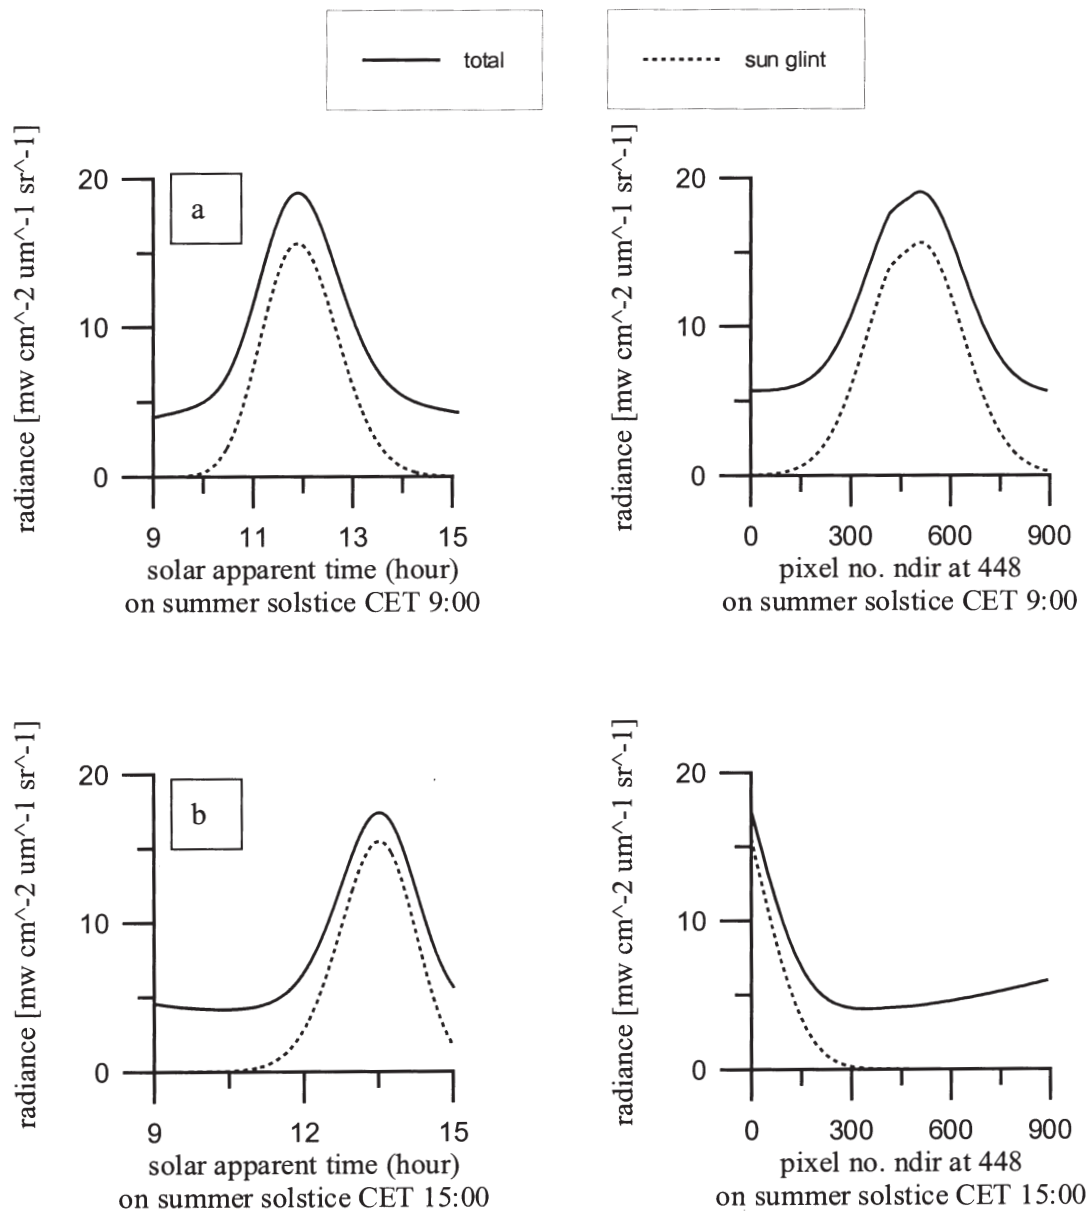 total
sun glint
radiance [mw cm^-2 um^-1 sr^-1]
20
10
0
a
9 11 13 15
solar apparent time (hour)
on summer solstice CET 9:00
radiance [mw cm^-2 um^-1 sr^-1]
20
10
0
0 300 600 900
pixel no. ndir at 448
on summer solstice CET 9:00
radiance [mw cm^-2 um^-1 sr^-1]
20
10
0
b
9 12 15
solar apparent time (hour)
on summer solstice CET 15:00
radiance [mw cm^-2 um^-1 sr^-1]
20
10
0
0 300 600 900
pixel no. ndir at 448
on summer solstice CET 15:00